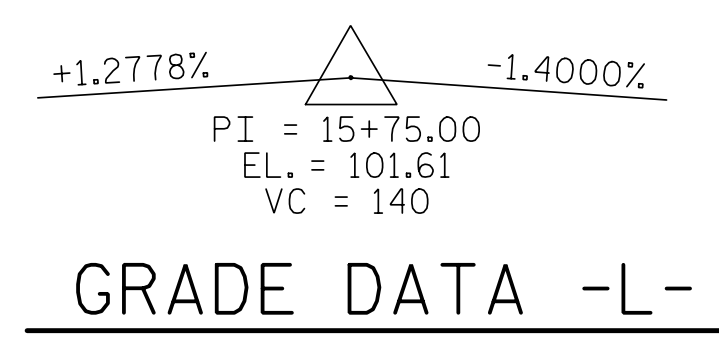 +1.2778% -1.4000%
PI = 15+75.00
EL. = 101.61
VC = 140
GRADE DATA -L-